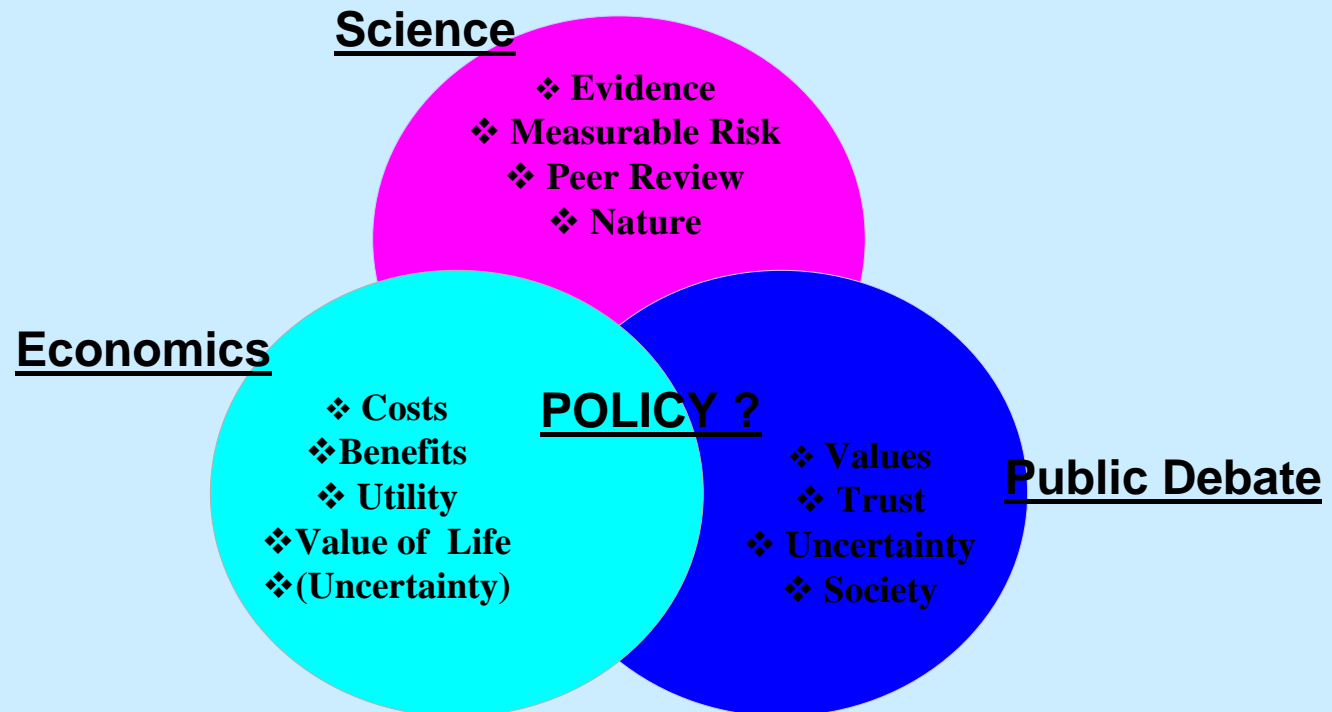 Science
❖ Evidence
❖ Measurable Risk
❖ Peer Review
❖ Nature
Economics
❖ Costs
❖Benefits
❖ Utility
❖Value of Life
❖(Uncertainty)
POLICY ?
Public Debate
❖ Values
❖ Trust
❖ Uncertainty
❖ Society